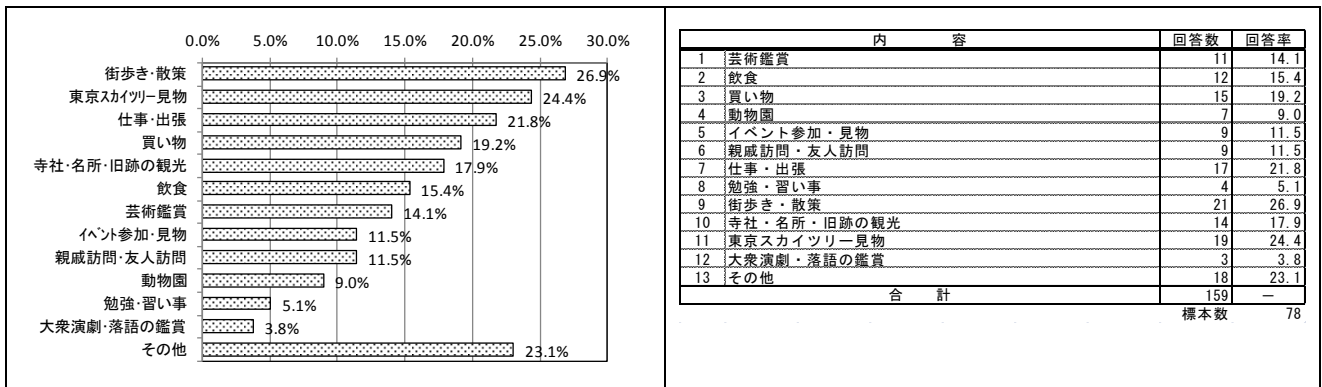 0.0% 5.0% 10.0% 15.0% 20.0% 25.0% 30.0%
街歩き・散策 26.9%
東京ｽｶｲﾂﾘｰ見物 24.4%
仕事・出張 21.8%
買い物 19.2%
寺社・名所・旧跡の観光 17.9%
飲食 15.4%
芸術鑑賞 14.1%
ｲﾍﾞﾝﾄ参加・見物 11.5%
親戚訪問・友人訪問 11.5%
動物園 9.0%
勉強・習い事 5.1%
大衆演劇・落語の鑑賞 3.8%
その他 23.1%
内 容 回答数 回答率
1 芸術鑑賞 11 14.1
2 飲食 12 15.4
3 買い物 15 19.2
4 動物園 7 9.0
5 イベント参加・見物 9 11.5
6 親戚訪問・友人訪問 9 11.5
7 仕事・出張 17 21.8
8 勉強・習い事 4 5.1
9 街歩き・散策 21 26.9
10 寺社・名所・旧跡の観光 14 17.9
11 東京スカイツリー見物 19 24.4
12 大衆演劇・落語の鑑賞 3 3.8
13 その他 18 23.1
合 計 159 －
標本数 78